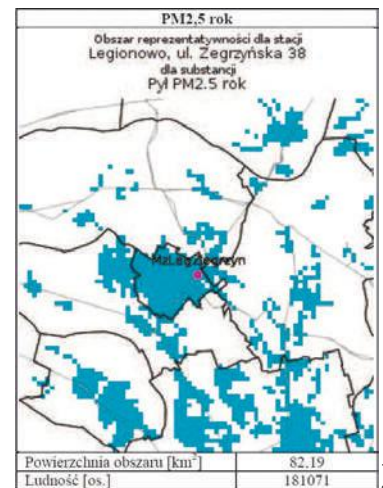 PM2,5 rok
Obszar reprezentatywności dla stacji
Legionowo, ul. Zegrzyńska 38
dla substancji
Pył PM2.5 rok
MzLegZegrzyn
Powierzchnia obszaru [km²] 82,19
Ludność [os.] 181071